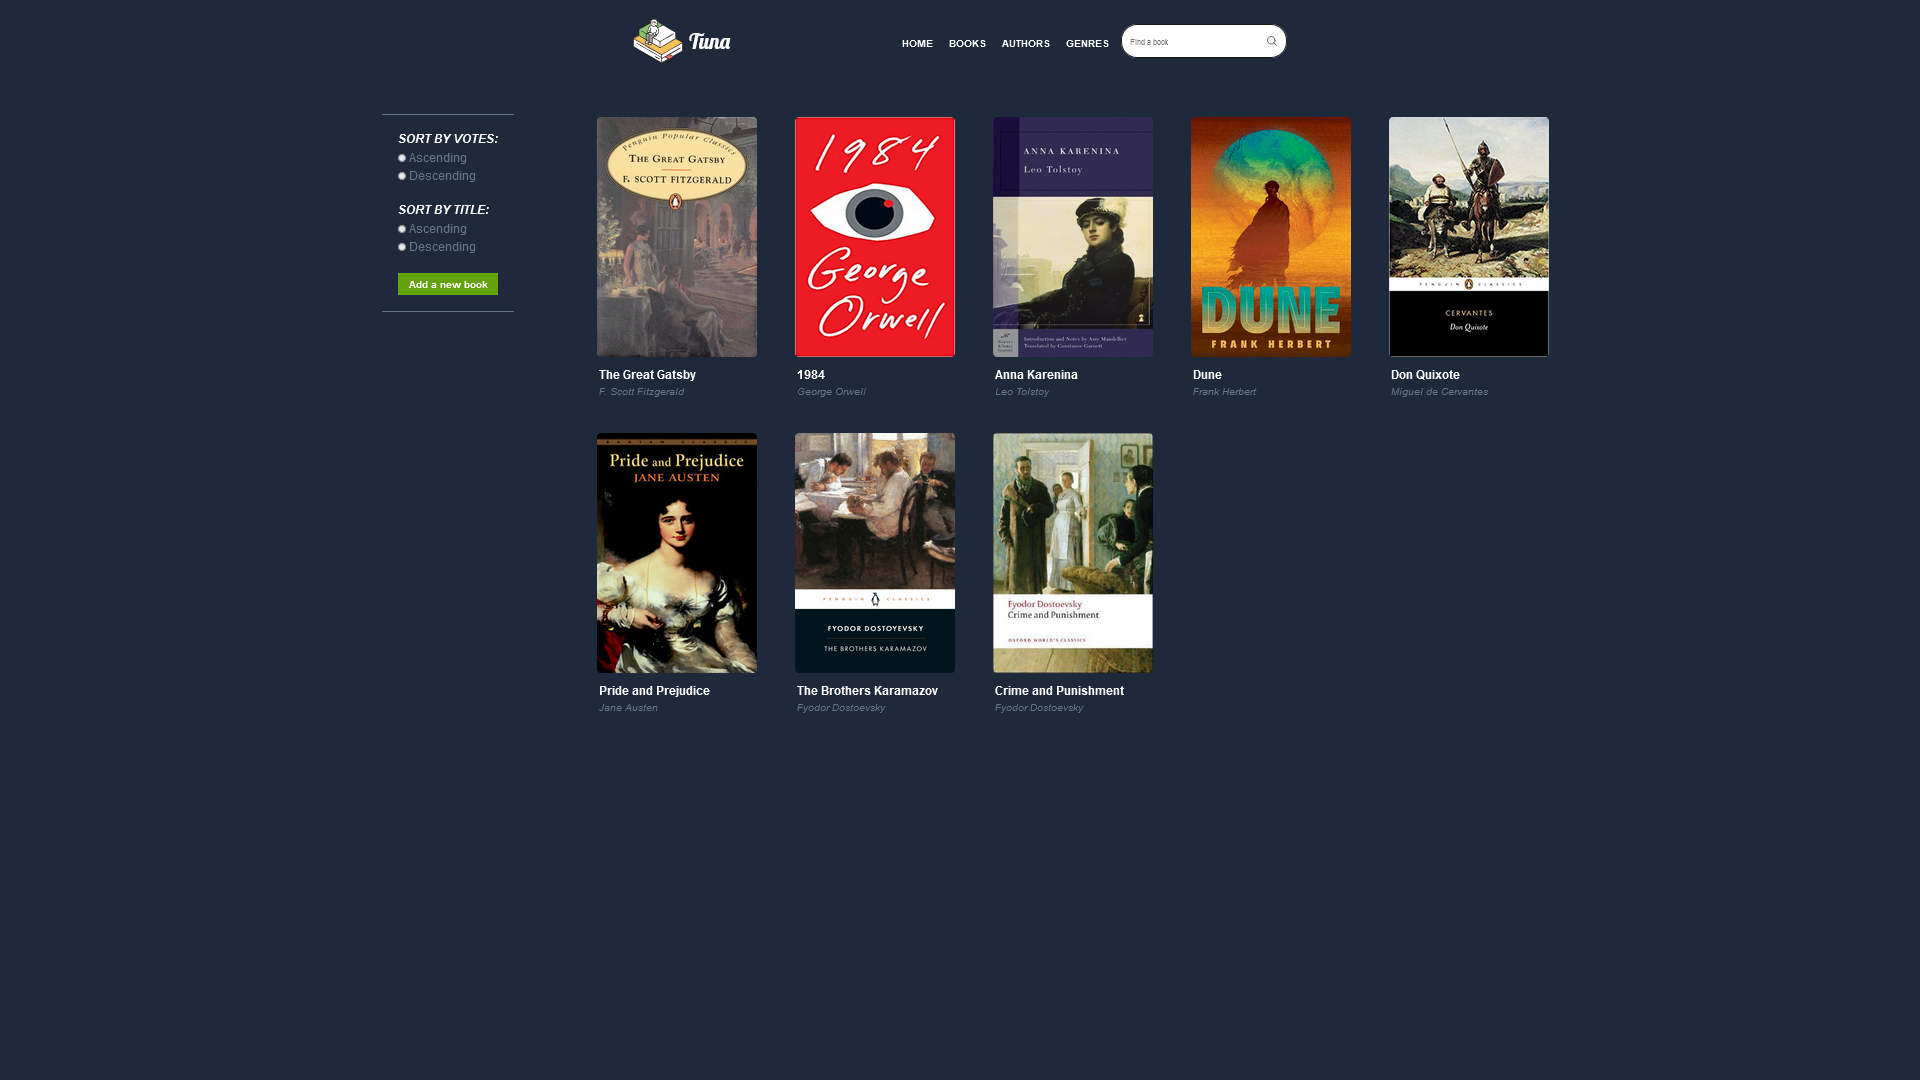 Tuna
HOME
BOOKS
AUTHORS
GENRES
Find a book
SORT BY VOTES:
Ascending
Descending
SORT BY TITLE:
Ascending
Descending
Add a new book
Penguin Popular Classics
THE GREAT GATSBY
F. SCOTT FITZGERALD
The Great Gatsby
F. Scott Fitzgerald
1984
George
Orwell
1984
George Orwell
ANNA KARENINA
Leo Tolstoy
Introduction and Notes by Amy Mandelker
Translated by Constance Garnett
Anna Karenina
Leo Tolstoy
DUNE
FRANK HERBERT
Dune
Frank Herbert
PENGUIN CLASSICS
CERVANTES
Don Quixote
Don Quixote
Miguel de Cervantes
BANTAM CLASSIC
Pride and Prejudice
JANE AUSTEN
Pride and Prejudice
Jane Austen
PENGUIN CLASSICS
FYODOR DOSTOYEVSKY
THE BROTHERS KARAMAZOV
The Brothers Karamazov
Fyodor Dostoevsky
Fyodor Dostoevsky
Crime and Punishment
OXFORD WORLD'S CLASSICS
Crime and Punishment
Fyodor Dostoevsky